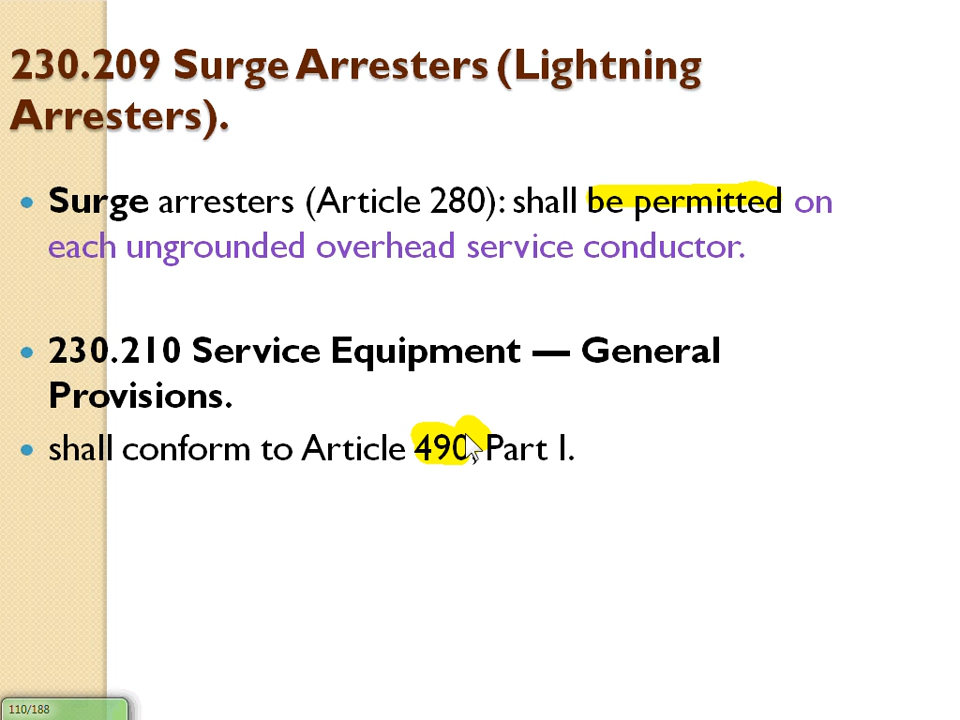 230.209 Surge Arresters (Lightning
Arresters).
• Surge arresters (Article 280): shall be permitted on
each ungrounded overhead service conductor.
• 230.210 Service Equipment — General
Provisions.
• shall conform to Article 490, Part I.
110/188